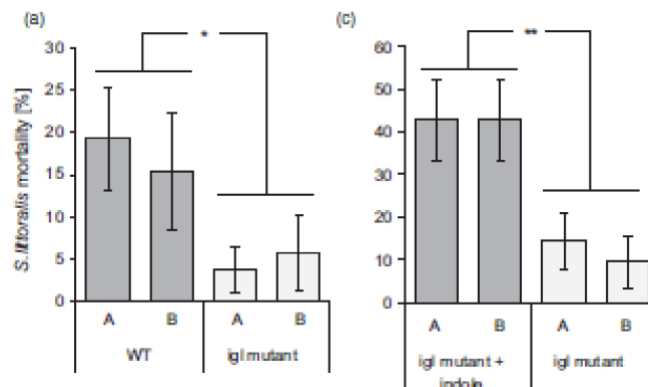 (a)
*
S. littoralis mortality [%]
30
25
20
15
10
5
0
A B A B
WT igl mutant
(c)
**
60
50
40
30
20
10
0
A B A B
igl mutant + igl mutant
indole